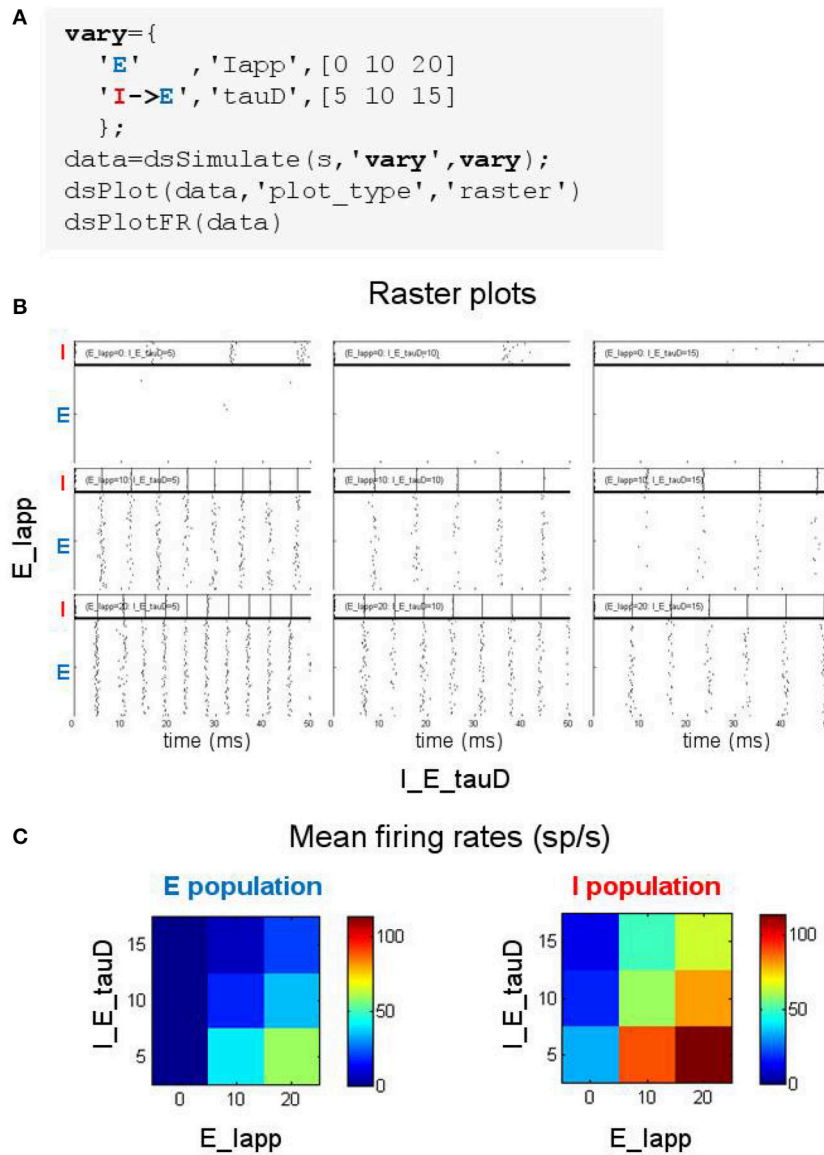 A
vary={
'E' ,'Iapp',[0 10 20]
'I->E','tauD',[5 10 15]
};
data=dsSimulate(s,'vary',vary);
dsPlot(data,'plot_type','raster')
dsPlotFR(data)
B
Raster plots
I
(E_Iapp=0: I_E_tauD=5)
(E_Iapp=0: I_E_tauD=10)
(E_Iapp=0: I_E_tauD=15)
E
E_Iapp
I
(E_Iapp=10: I_E_tauD=5)
(E_Iapp=10: I_E_tauD=10)
(E_Iapp=10: I_E_tauD=15)
E
I
(E_Iapp=20: I_E_tauD=5)
(E_Iapp=20: I_E_tauD=10)
(E_Iapp=20: I_E_tauD=15)
E
0 10 20 30 40 50
0 10 20 30 40 50
0 10 20 30 40 50
time (ms)
time (ms)
time (ms)
I_E_tauD
C
Mean firing rates (sp/s)
E population
I population
I_E_tauD
15
10
5
0 10 20
E_Iapp
100
50
0
I_E_tauD
15
10
5
0 10 20
E_Iapp
100
50
0